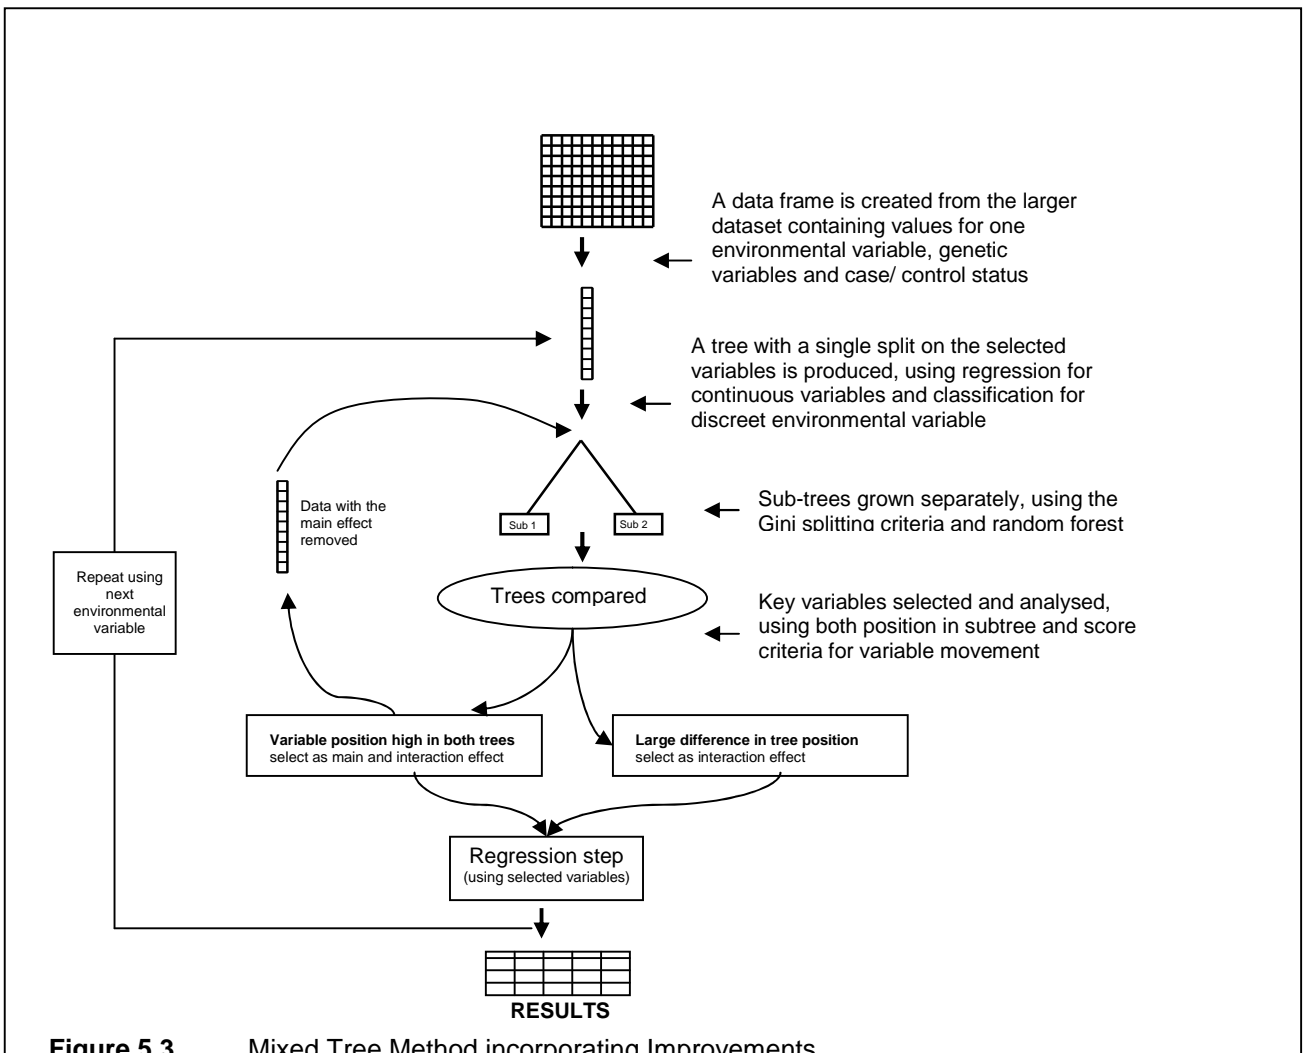 A data frame is created from the larger
dataset containing values for one
environmental variable, genetic
variables and case/ control status
A tree with a single split on the selected
variables is produced, using regression for
continuous variables and classification for
discreet environmental variable
Data with the
main effect
removed
Sub 1
Sub 2
Sub-trees grown separately, using the
Gini splitting criteria and random forest
Repeat using
next
environmental
variable
Trees compared
Key variables selected and analysed,
using both position in subtree and score
criteria for variable movement
Variable position high in both trees
select as main and interaction effect
Large difference in tree position
select as interaction effect
Regression step
(using selected variables)
RESULTS
Figure 5.3 Mixed Tree Method incorporating Improvements